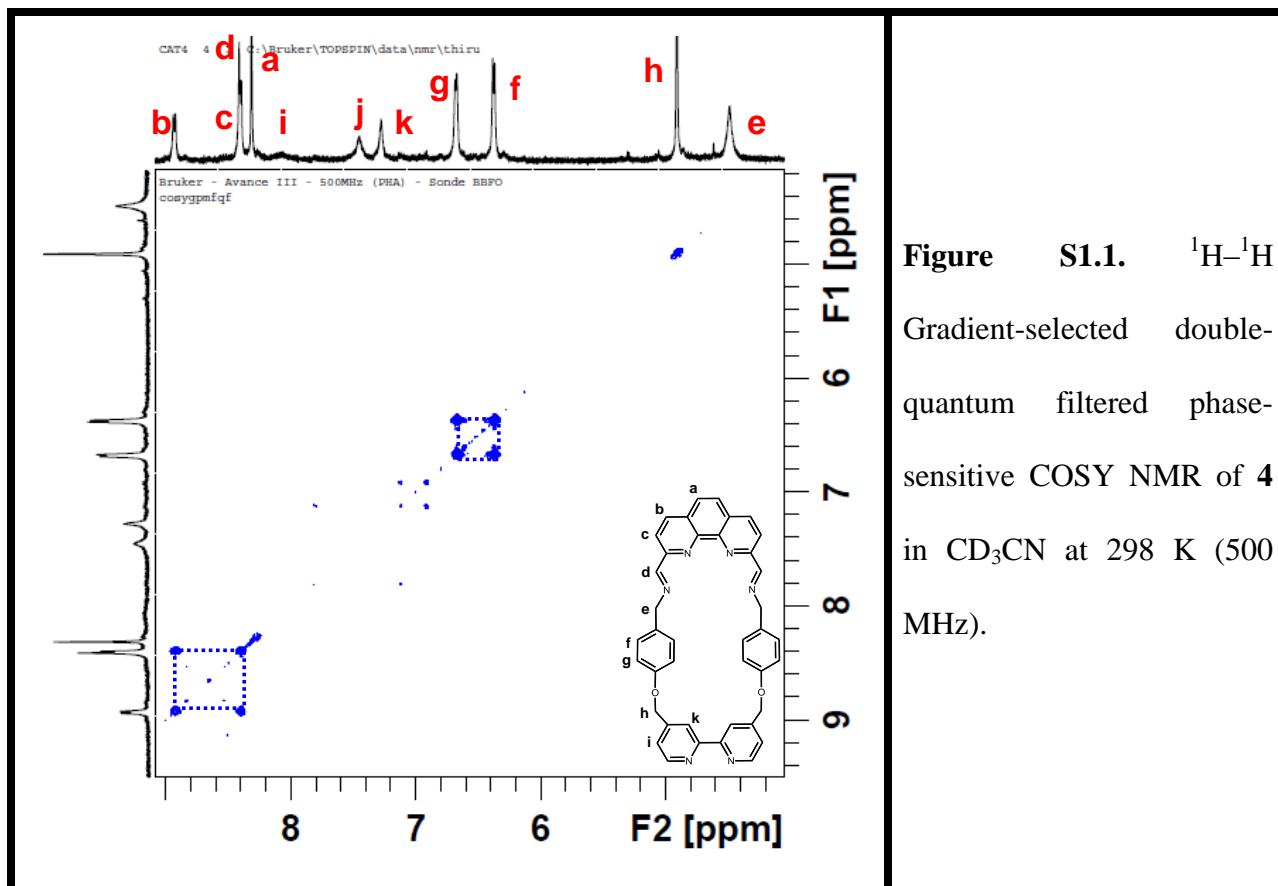 CAT4 4 C:\Bruker\TOPSPIN\data\nmr\thiru
d a h
g f
b c i j k e
Bruker - Avance III - 500MHz (PHA) - Sonde BBFO
cosygpmfqf
F1 [ppm]
6
7
8
9
a
b
c
N N
d
N N
e
f
g
O O
h k
i
N N
8 7 6 F2 [ppm]
Figure S1.1. ¹H–¹H
Gradient-selected double-
quantum filtered phase-
sensitive COSY NMR of 4
in CD₃CN at 298 K (500
MHz).